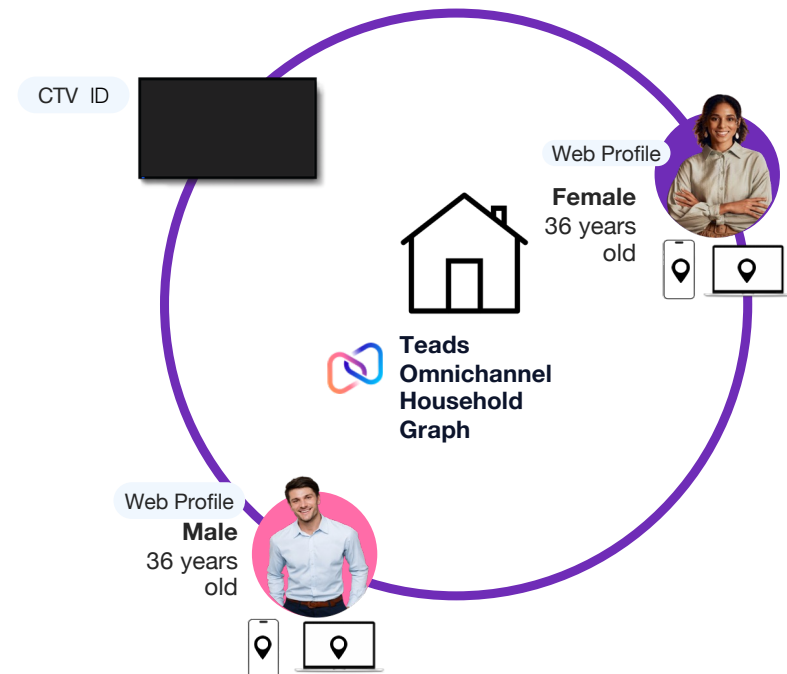 CTV ID
Web Profile
Female
36 years
old
Teads
Omnichannel
Household
Graph
Web Profile
Male
36 years
old